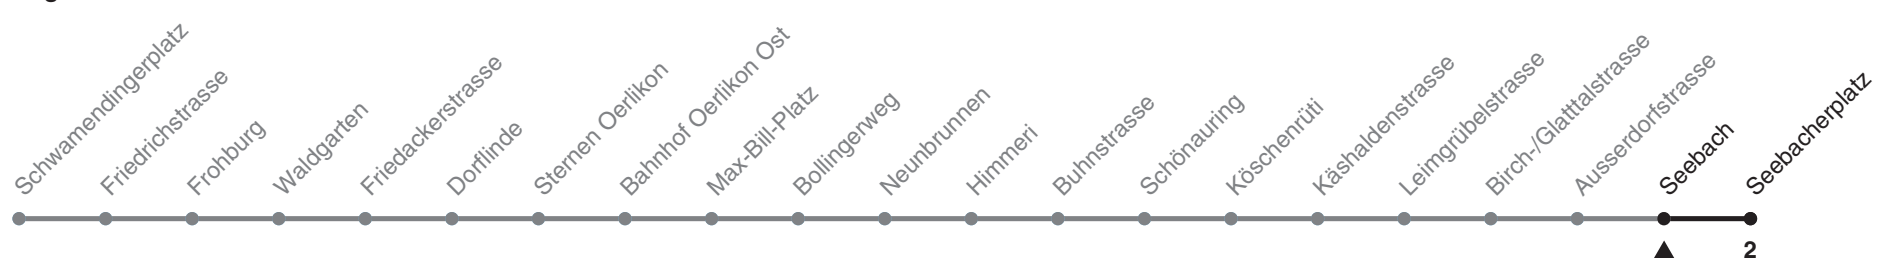 Schwamendingerplatz
Friedrichstrasse
Frohburg
Waldgarten
Friedackerstrasse
Dorflinde
Sternen Oerlikon
Bahnhof Oerlikon Ost
Max-Bill-Platz
Bollingerweg
Neunbrunnen
Himmeri
Buhnstrasse
Schönauring
Köschenrüti
Käshaldenstrasse
Leimgrübelstrasse
Birch-/Glatttalstrasse
Ausserdorfstrasse
Seebach
Seebacherplatz
2